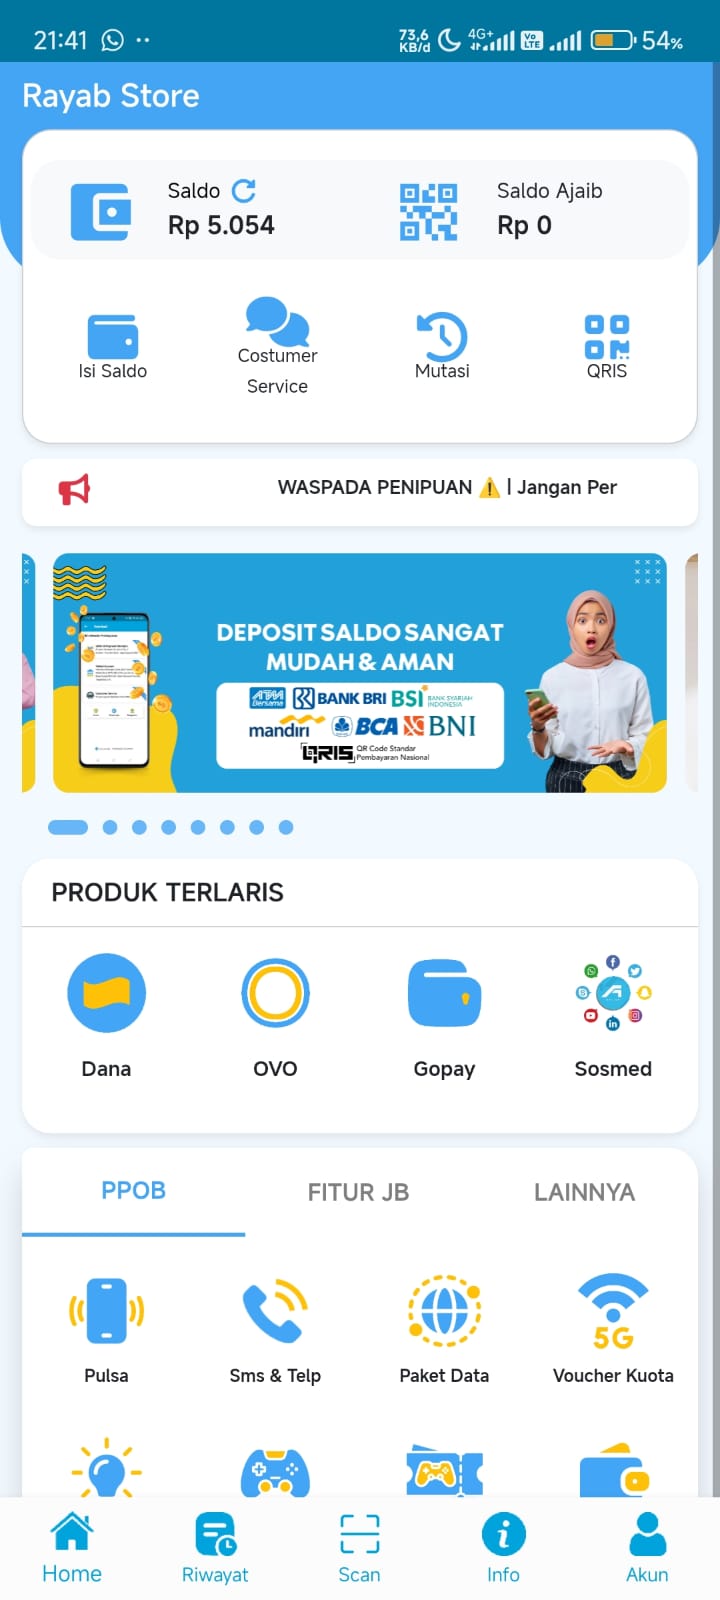 21:41
73,6 KB/d 4G+ Vo LTE 54%
Rayab Store
Saldo
Rp 5.054
Saldo Ajaib
Rp 0
Isi Saldo
Costumer
Service
Mutasi
QRIS
WASPADA PENIPUAN ⚠️ | Jangan Per
DEPOSIT SALDO SANGAT
MUDAH & AMAN
ATM Bersama BANK BRI BSI BANK SYARIAH INDONESIA
mandiri BCA BNI
QRIS QR Code Standar Pembayaran Nasional
PRODUK TERLARIS
Dana
OVO
Gopay
Sosmed
PPOB
FITUR JB
LAINNYA
5G
Pulsa
Sms & Telp
Paket Data
Voucher Kuota
Home
Riwayat
Scan
Info
Akun